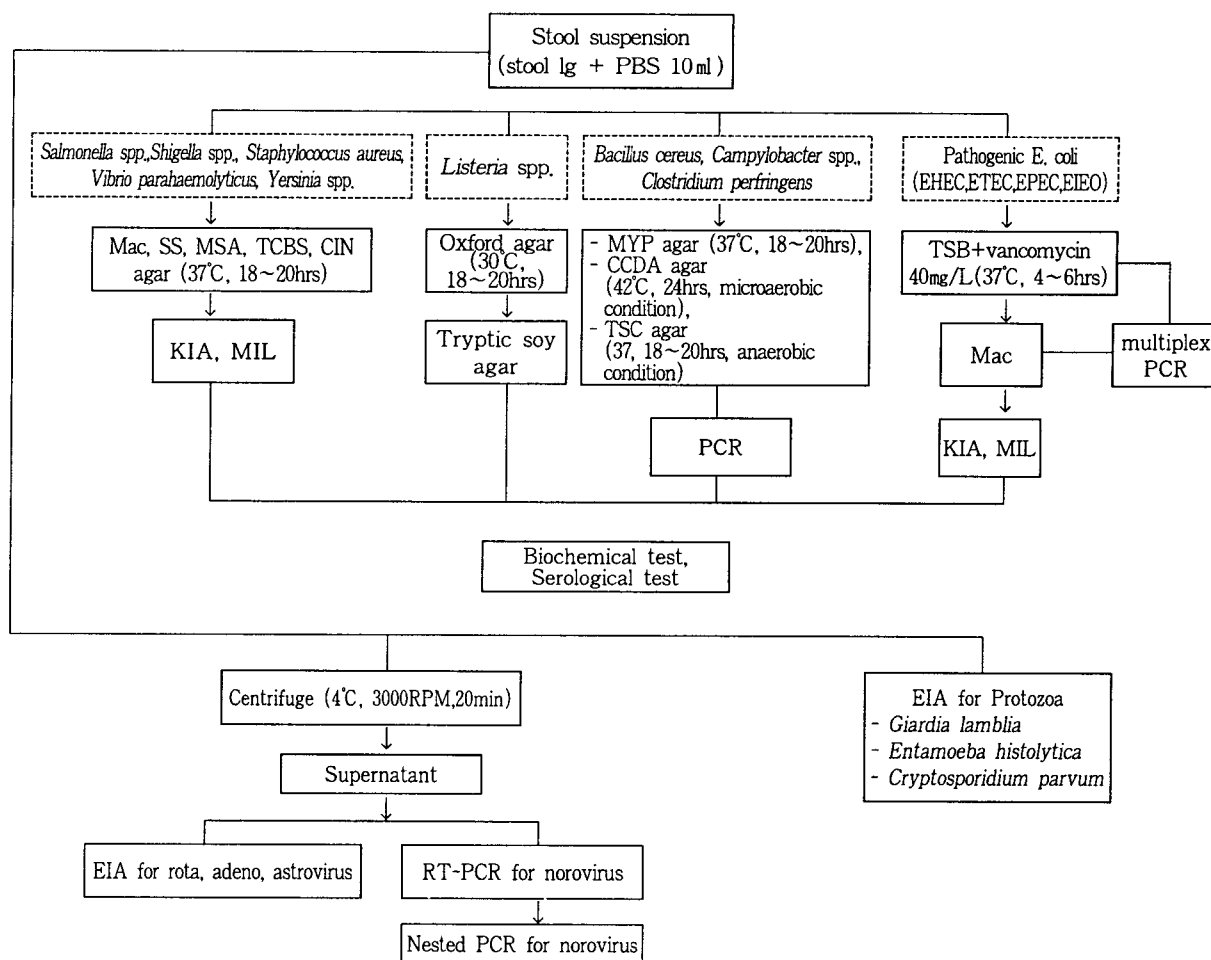 Stool suspension
(stool lg + PBS 10㎖)
Salmonella spp.,Shigella spp., Staphylococcus aureus,
Vibrio parahaemolyticus, Yersinia spp.
Listeria spp.
Bacillus cereus, Campylobacter spp.,
Clostridium perfringens
Pathogenic E. coli
(EHEC,ETEC,EPEC,EIEO)
Mac, SS, MSA, TCBS, CIN
agar (37℃, 18~20hrs)
Oxford agar
(30℃,
18~20hrs)
- MYP agar (37℃, 18~20hrs),
- CCDA agar
(42℃, 24hrs, microaerobic
condition),
- TSC agar
(37, 18~20hrs, anaerobic
condition)
TSB+vancomycin
40㎎/L(37℃, 4~6hrs)
KIA, MIL
Tryptic soy
agar
PCR
Mac
multiplex
PCR
KIA, MIL
Biochemical test,
Serological test
Centrifuge (4℃, 3000RPM,20min)
Supernatant
EIA for rota, adeno, astrovirus
RT-PCR for norovirus
Nested PCR for norovirus
EIA for Protozoa
- Giardia lamblia
- Entamoeba histolytica
- Cryptosporidium parvum